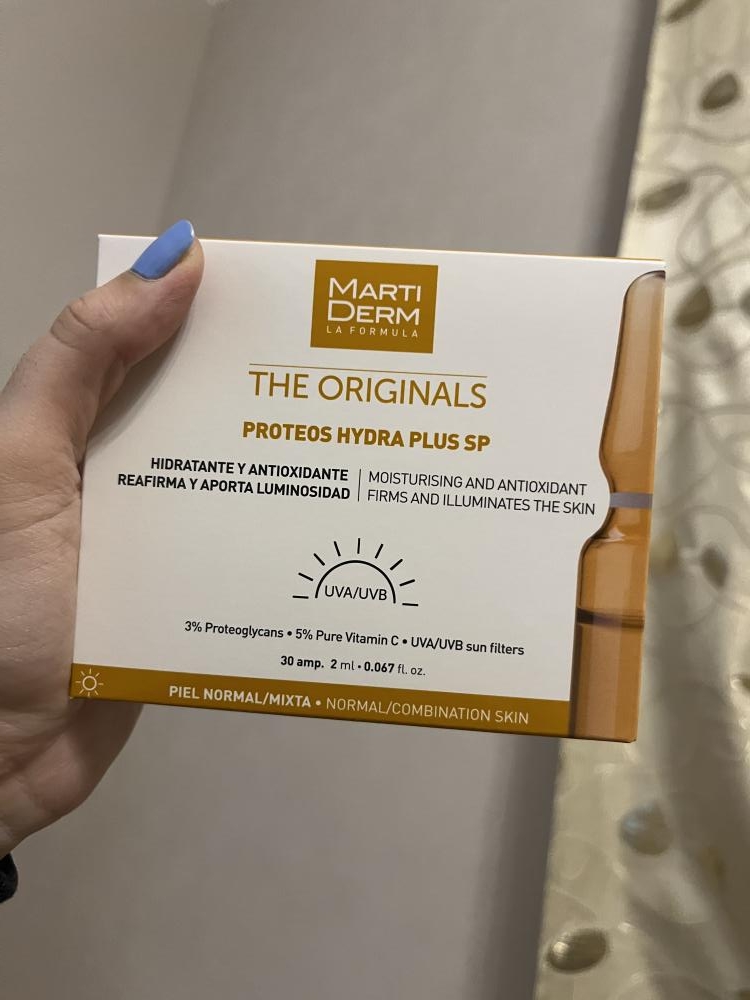 MARTI
DERM
LA FORMULA
THE ORIGINALS
PROTEOS HYDRA PLUS SP
HIDRATANTE Y ANTIOXIDANTE
REAFIRMA Y APORTA LUMINOSIDAD
MOISTURISING AND ANTIOXIDANT
FIRMS AND ILLUMINATES THE SKIN
UVA/UVB
3% Proteoglycans • 5% Pure Vitamin C • UVA/UVB sun filters
30 amp. 2 ml • 0.067 fl. oz.
PIEL NORMAL/MIXTA • NORMAL/COMBINATION SKIN